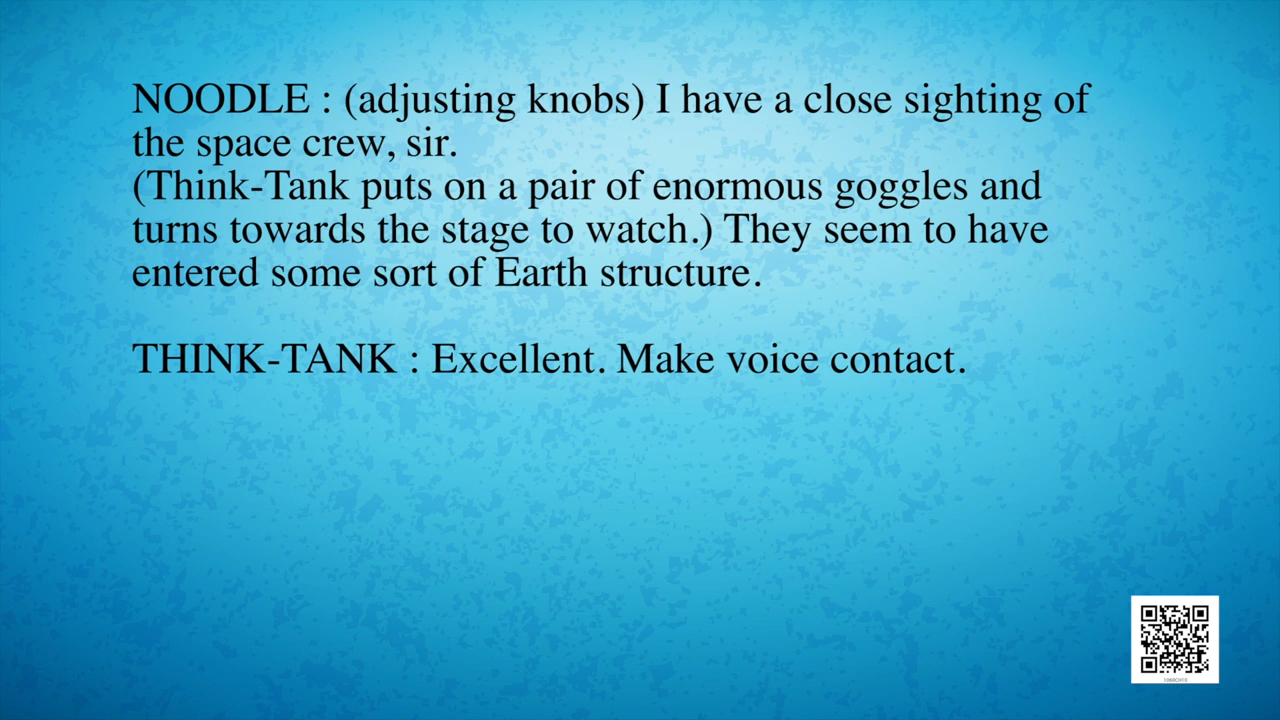 NOODLE : (adjusting knobs) I have a close sighting of
the space crew, sir.
(Think-Tank puts on a pair of enormous goggles and
turns towards the stage to watch.) They seem to have
entered some sort of Earth structure.
THINK-TANK : Excellent. Make voice contact.